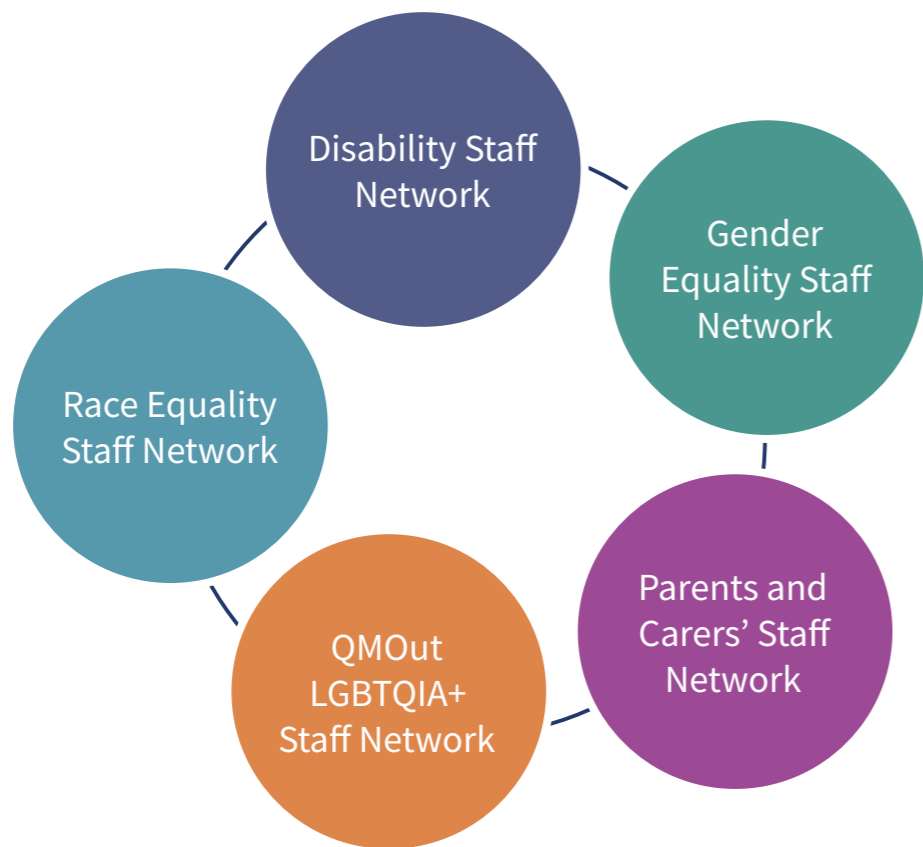 Disability Staff
Network
Gender
Equality Staff
Network
Race Equality
Staff Network
Parents and
Carers’ Staff
Network
QMOut
LGBTQIA+
Staff Network